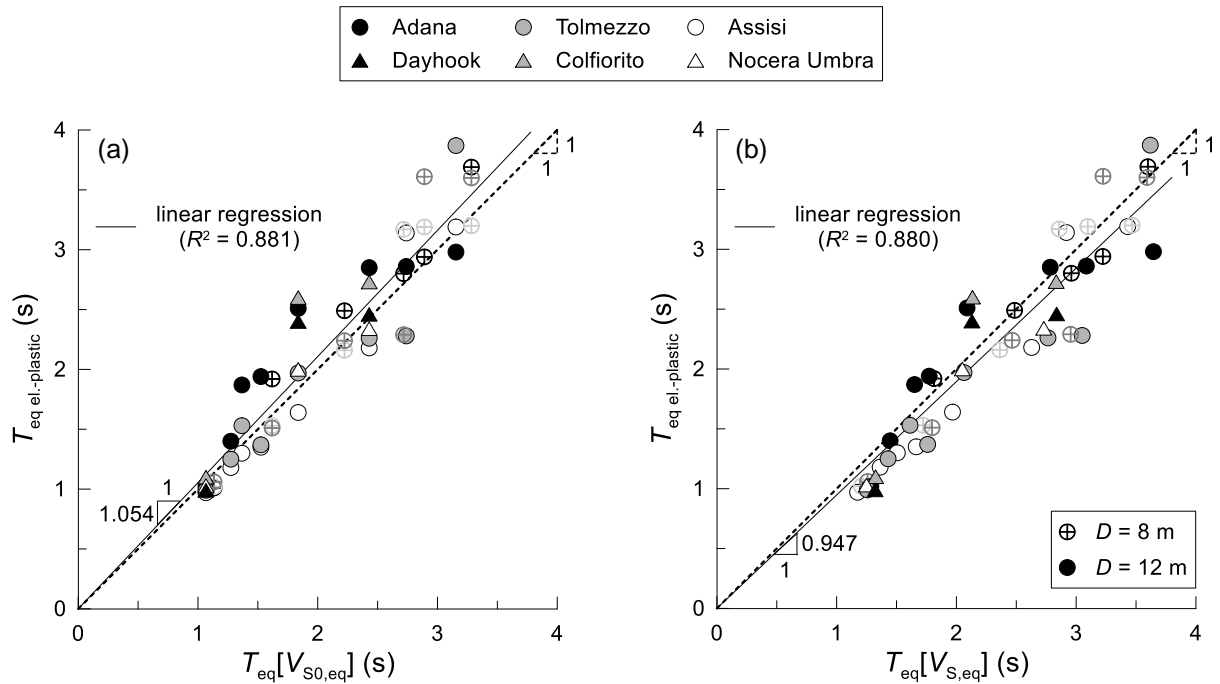 Adana Tolmezzo Assisi
Dayhook Colfiorito Nocera Umbra
(a)
4
3
2
1
0
T eq el.-plastic (s)
linear regression
(R² = 0.881)
1
1
1
1.054
0 1 2 3 4
Teq[VS0,eq] (s)
(b)
4
3
2
1
0
T eq el.-plastic (s)
linear regression
(R² = 0.880)
1
1
0.947
1
D = 8 m
D = 12 m
0 1 2 3 4
Teq[VS,eq] (s)